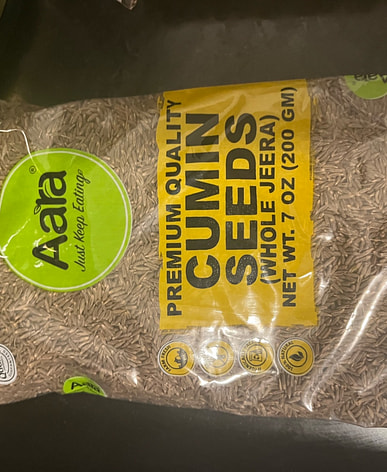 Aara®
Just Keep Eating®
PREMIUM QUALITY
CUMIN
SEEDS
(WHOLE JEERA)
NET WT. 7 OZ (200 GM)